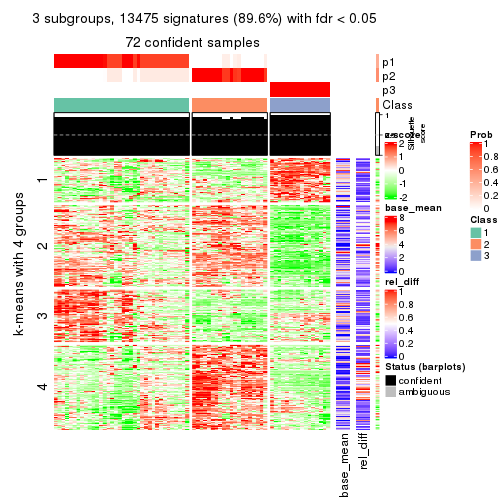 3 subgroups, 13475 signatures (89.6%) with fdr < 0.05
72 confident samples
p1
p2
p3
Class
1
Silhouette
score
k-means with 4 groups
1
2
3
4
base_mean
rel_diff
z-score
2
1
0
-1
-2
base_mean
8
6
4
2
0
rel_diff
1
0.8
0.6
0.4
0.2
0
Status (barplots)
confident
ambiguous
Prob
1
0.8
0.6
0.4
0.2
0
Class
1
2
3